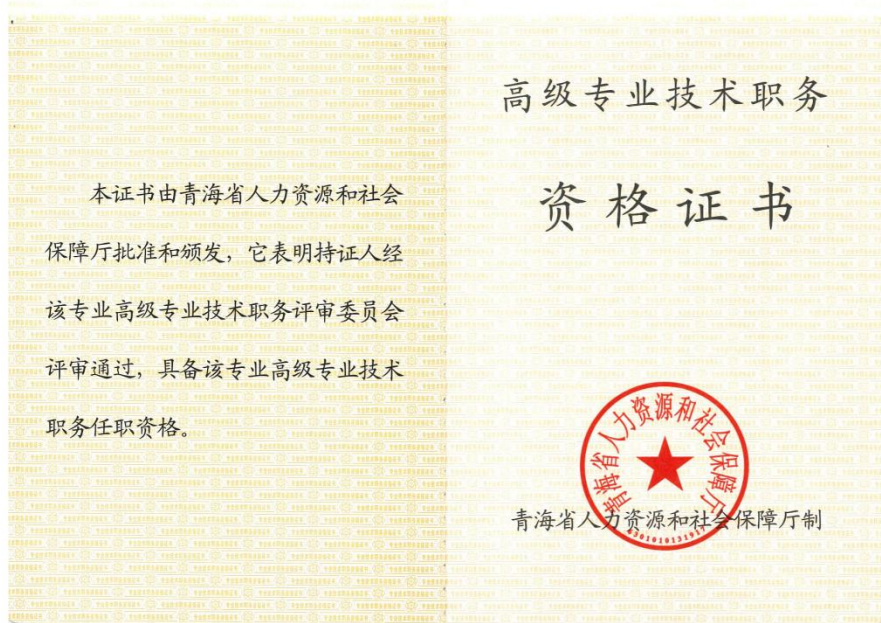 本证书由青海省人力资源和社会
保障厅批准和颁发，它表明持证人经
该专业高级专业技术职务评审委员会
评审通过，具备该专业高级专业技术
职务任职资格。
高级专业技术职务
资格证书
青海省人力资源和社会保障厅
青海省人力资源和社会保障厅制